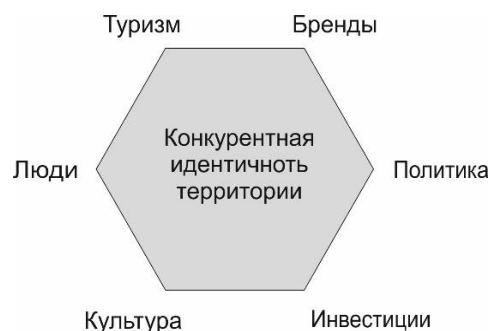 Туризм
Бренды
Конкурентная
идентичноть
территории
Люди
Политика
Культура
Инвестиции